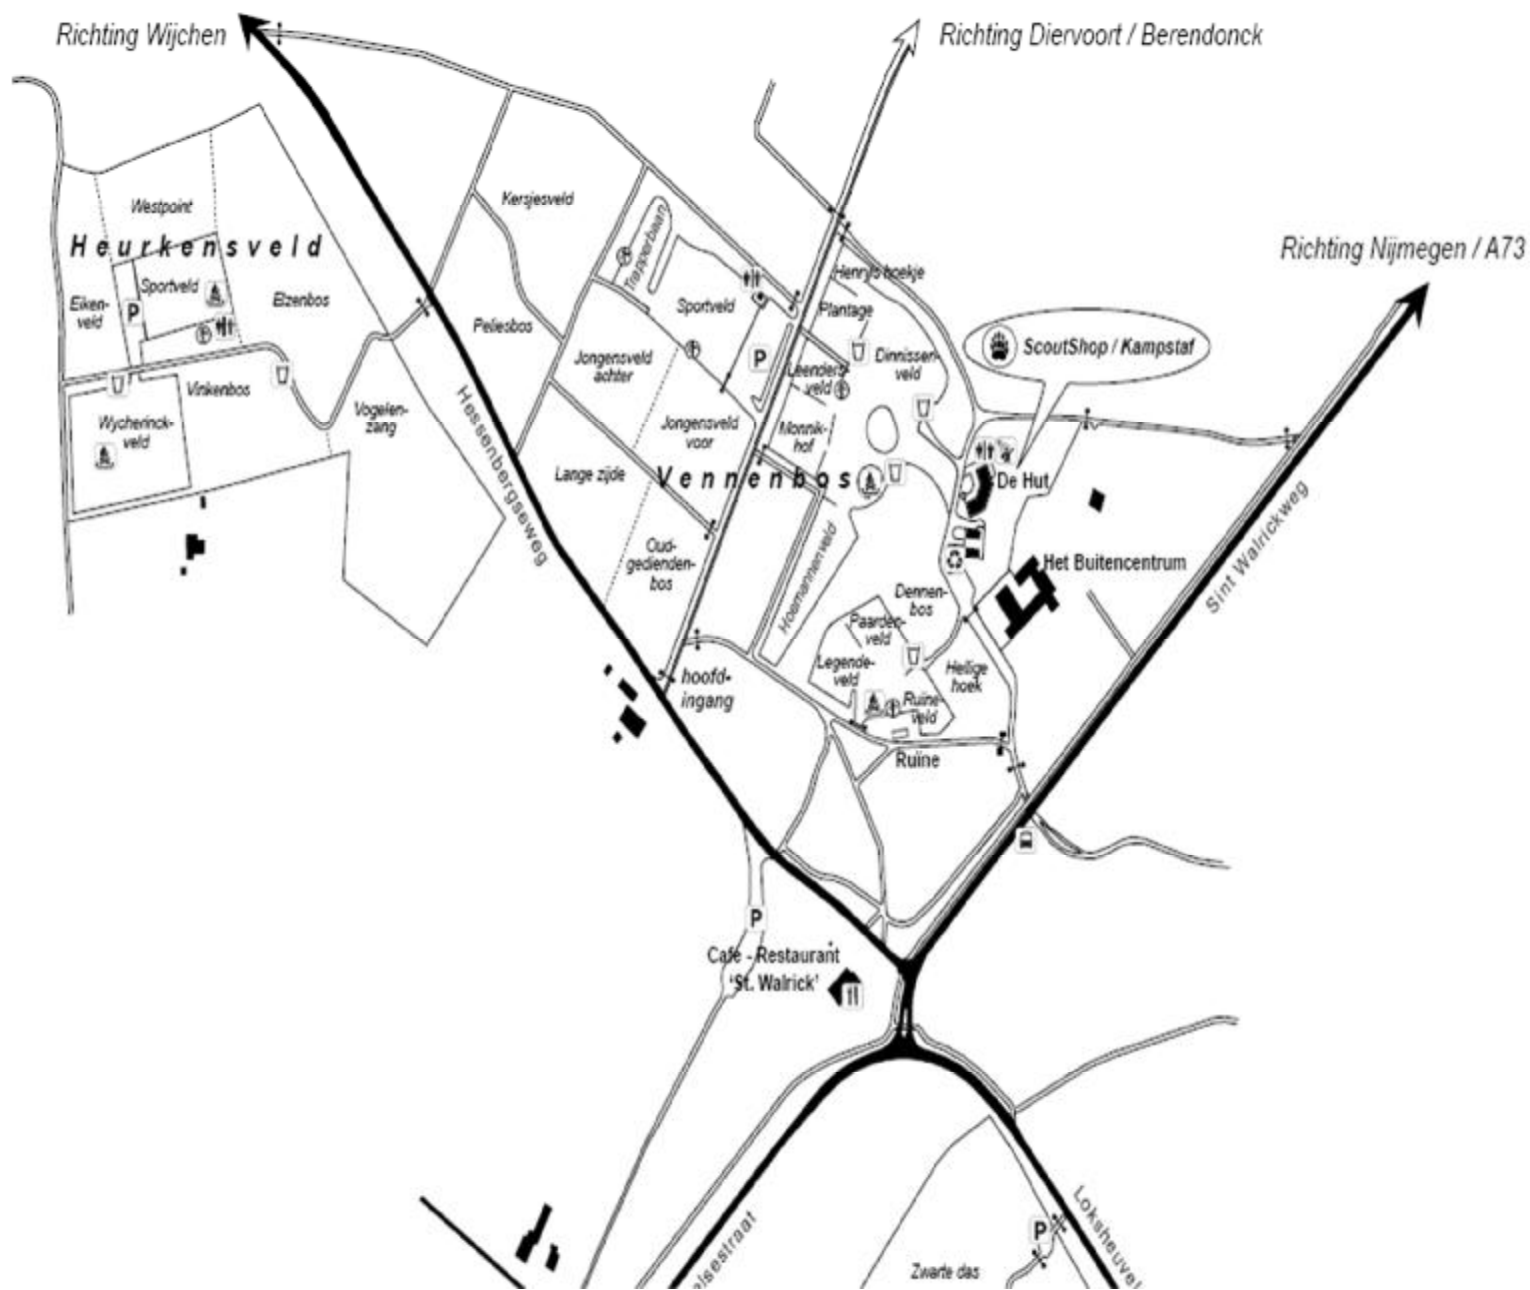 Richting Wijchen
Richting Diervoort / Berendonck
Richting Nijmegen / A73
Westpoint
Heurkensveld
Eiken-
veld
P
Sportveld
Elzenbos
Vinkenbos
Wycherinck-
veld
Vogelen-
zang
Hessenbergseweg
Kersjesveld
Peliesbos
Trapperbaan
Sportveld
P
Jongensveld
achter
Jongensveld
voor
Lange zijde
Vennenbos
Oud-
gedienden-
bos
Henry's hoekje
Plantage
Leenders-
veld
Dinnissen-
veld
Monnik-
hof
ScoutShop / Kampstaf
De Hut
Het Buitencentrum
Sint Walrickweg
Hoemannenveld
Dennen-
bos
Paarden-
veld
Legende-
veld
Heilige
hoek
Ruine-
veld
Ruïne
hoofd-
ingang
P
Café - Restaurant
'St. Walrick'
P
Zwarte das